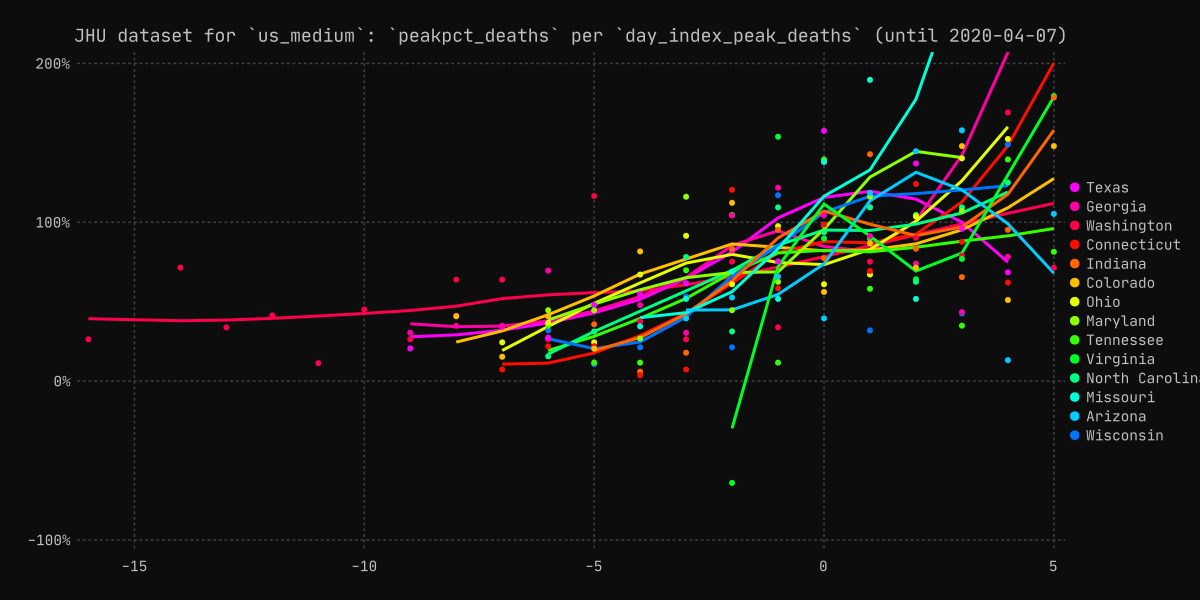 JHU dataset for `us_medium`: `peakpct_deaths` per `day_index_peak_deaths` (until 2020-04-07)
200%
100%
0%
-100%
-15
-10
-5
0
5
Texas
Georgia
Washington
Connecticut
Indiana
Colorado
Ohio
Maryland
Tennessee
Virginia
North Carolina
Missouri
Arizona
Wisconsin